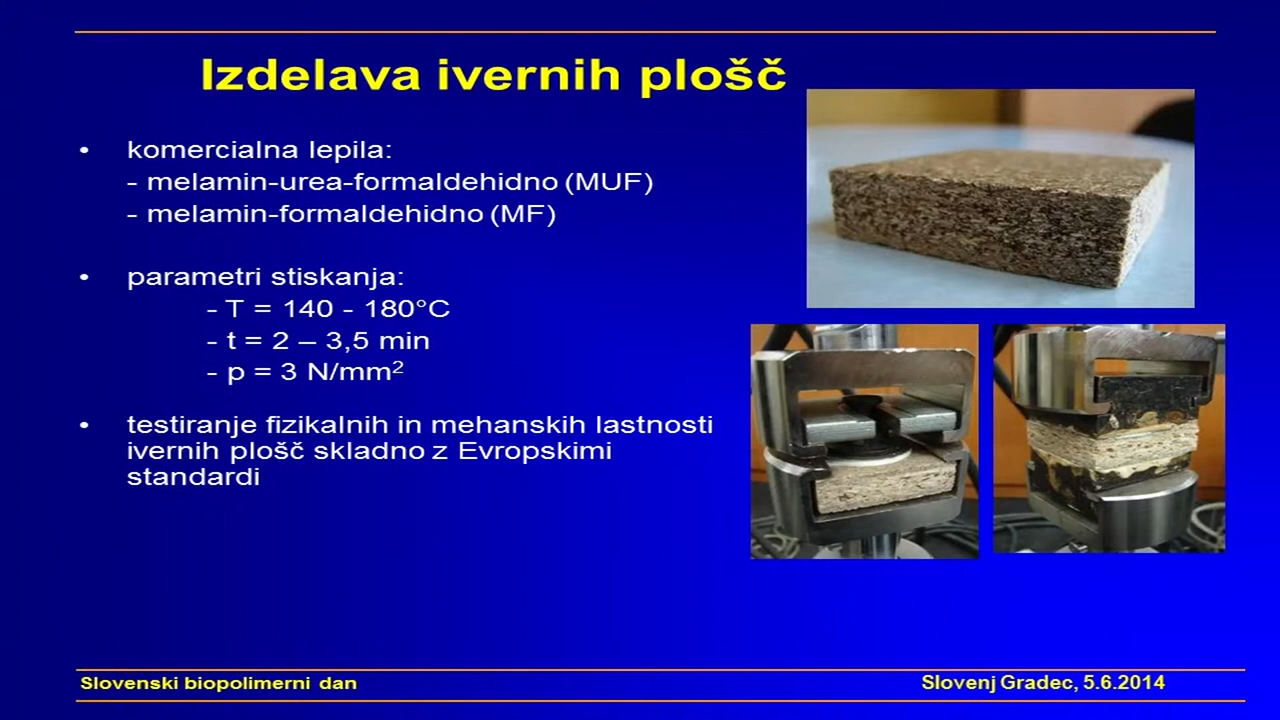 Izdelava ivernih plošč
• komercialna lepila:
- melamin-urea-formaldehidno (MUF)
- melamin-formaldehidno (MF)
• parametri stiskanja:
- T = 140 - 180°C
- t = 2 – 3,5 min
- p = 3 N/mm²
• testiranje fizikalnih in mehanskih lastnosti
ivernih plošč skladno z Evropskimi
standardi
Slovenski biopolimerni dan
Slovenj Gradec, 5.6.2014